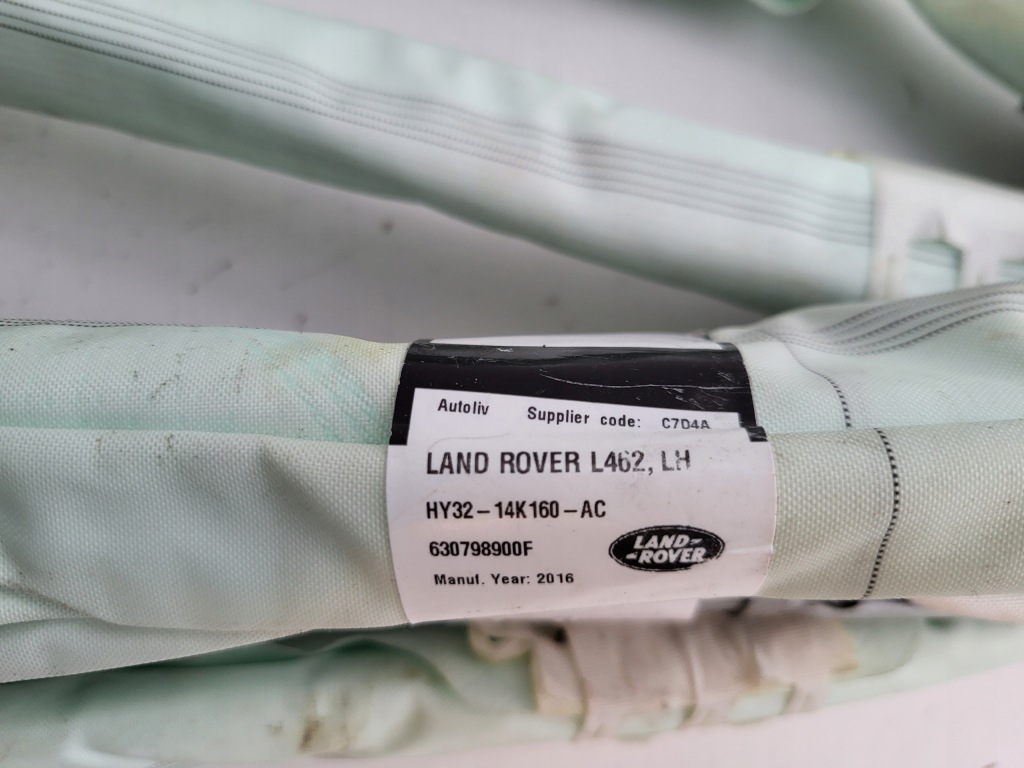 Autoliv Supplier code: C7D4A
LAND ROVER L462, LH
HY32-14K160-AC
630798900F
LAND-
-ROVER
Manuf. Year: 2016